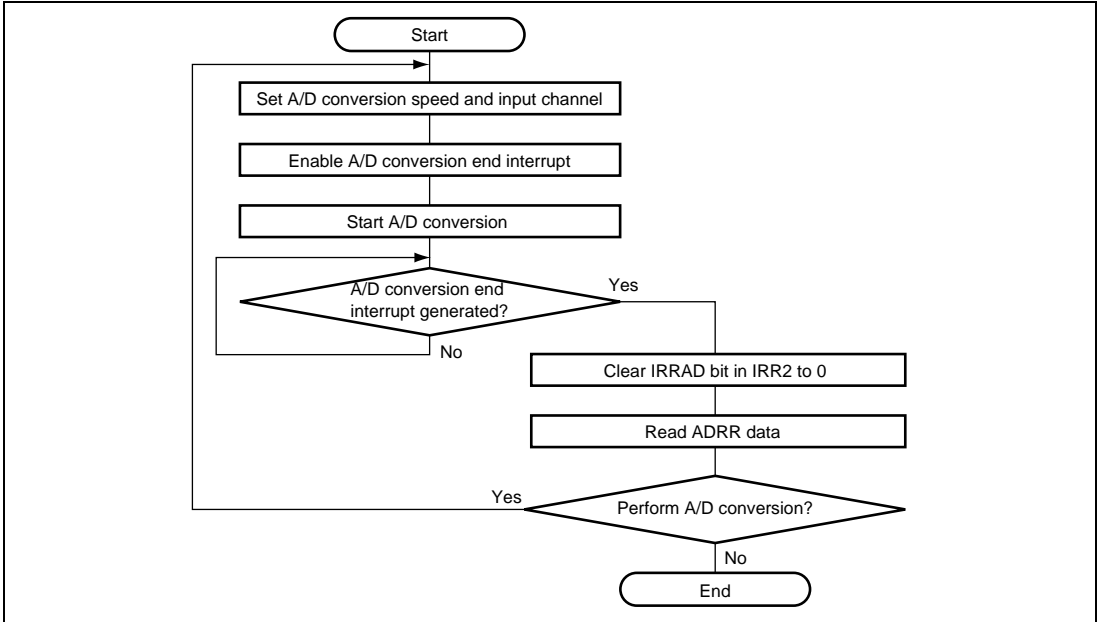 Start
Set A/D conversion speed and input channel
Enable A/D conversion end interrupt
Start A/D conversion
A/D conversion end
interrupt generated?
Yes
No
Clear IRRAD bit in IRR2 to 0
Read ADRR data
Yes
Perform A/D conversion?
No
End